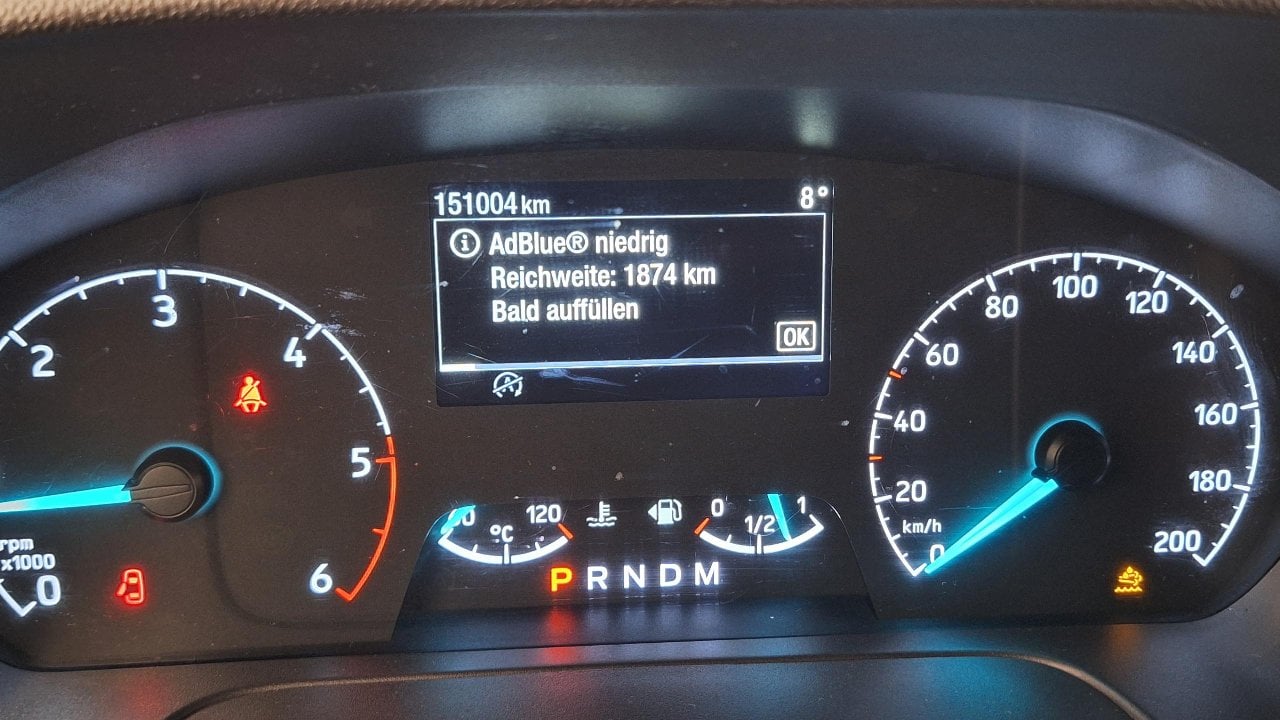 151004 km 8°
AdBlue® niedrig
Reichweite: 1874 km
Bald auffüllen
OK
2
3
4
5
6
rpm
x1000
0
°C 120
0 1/2 1
P R N D M
0
20
40
60
80
100
120
140
160
180
200
km/h